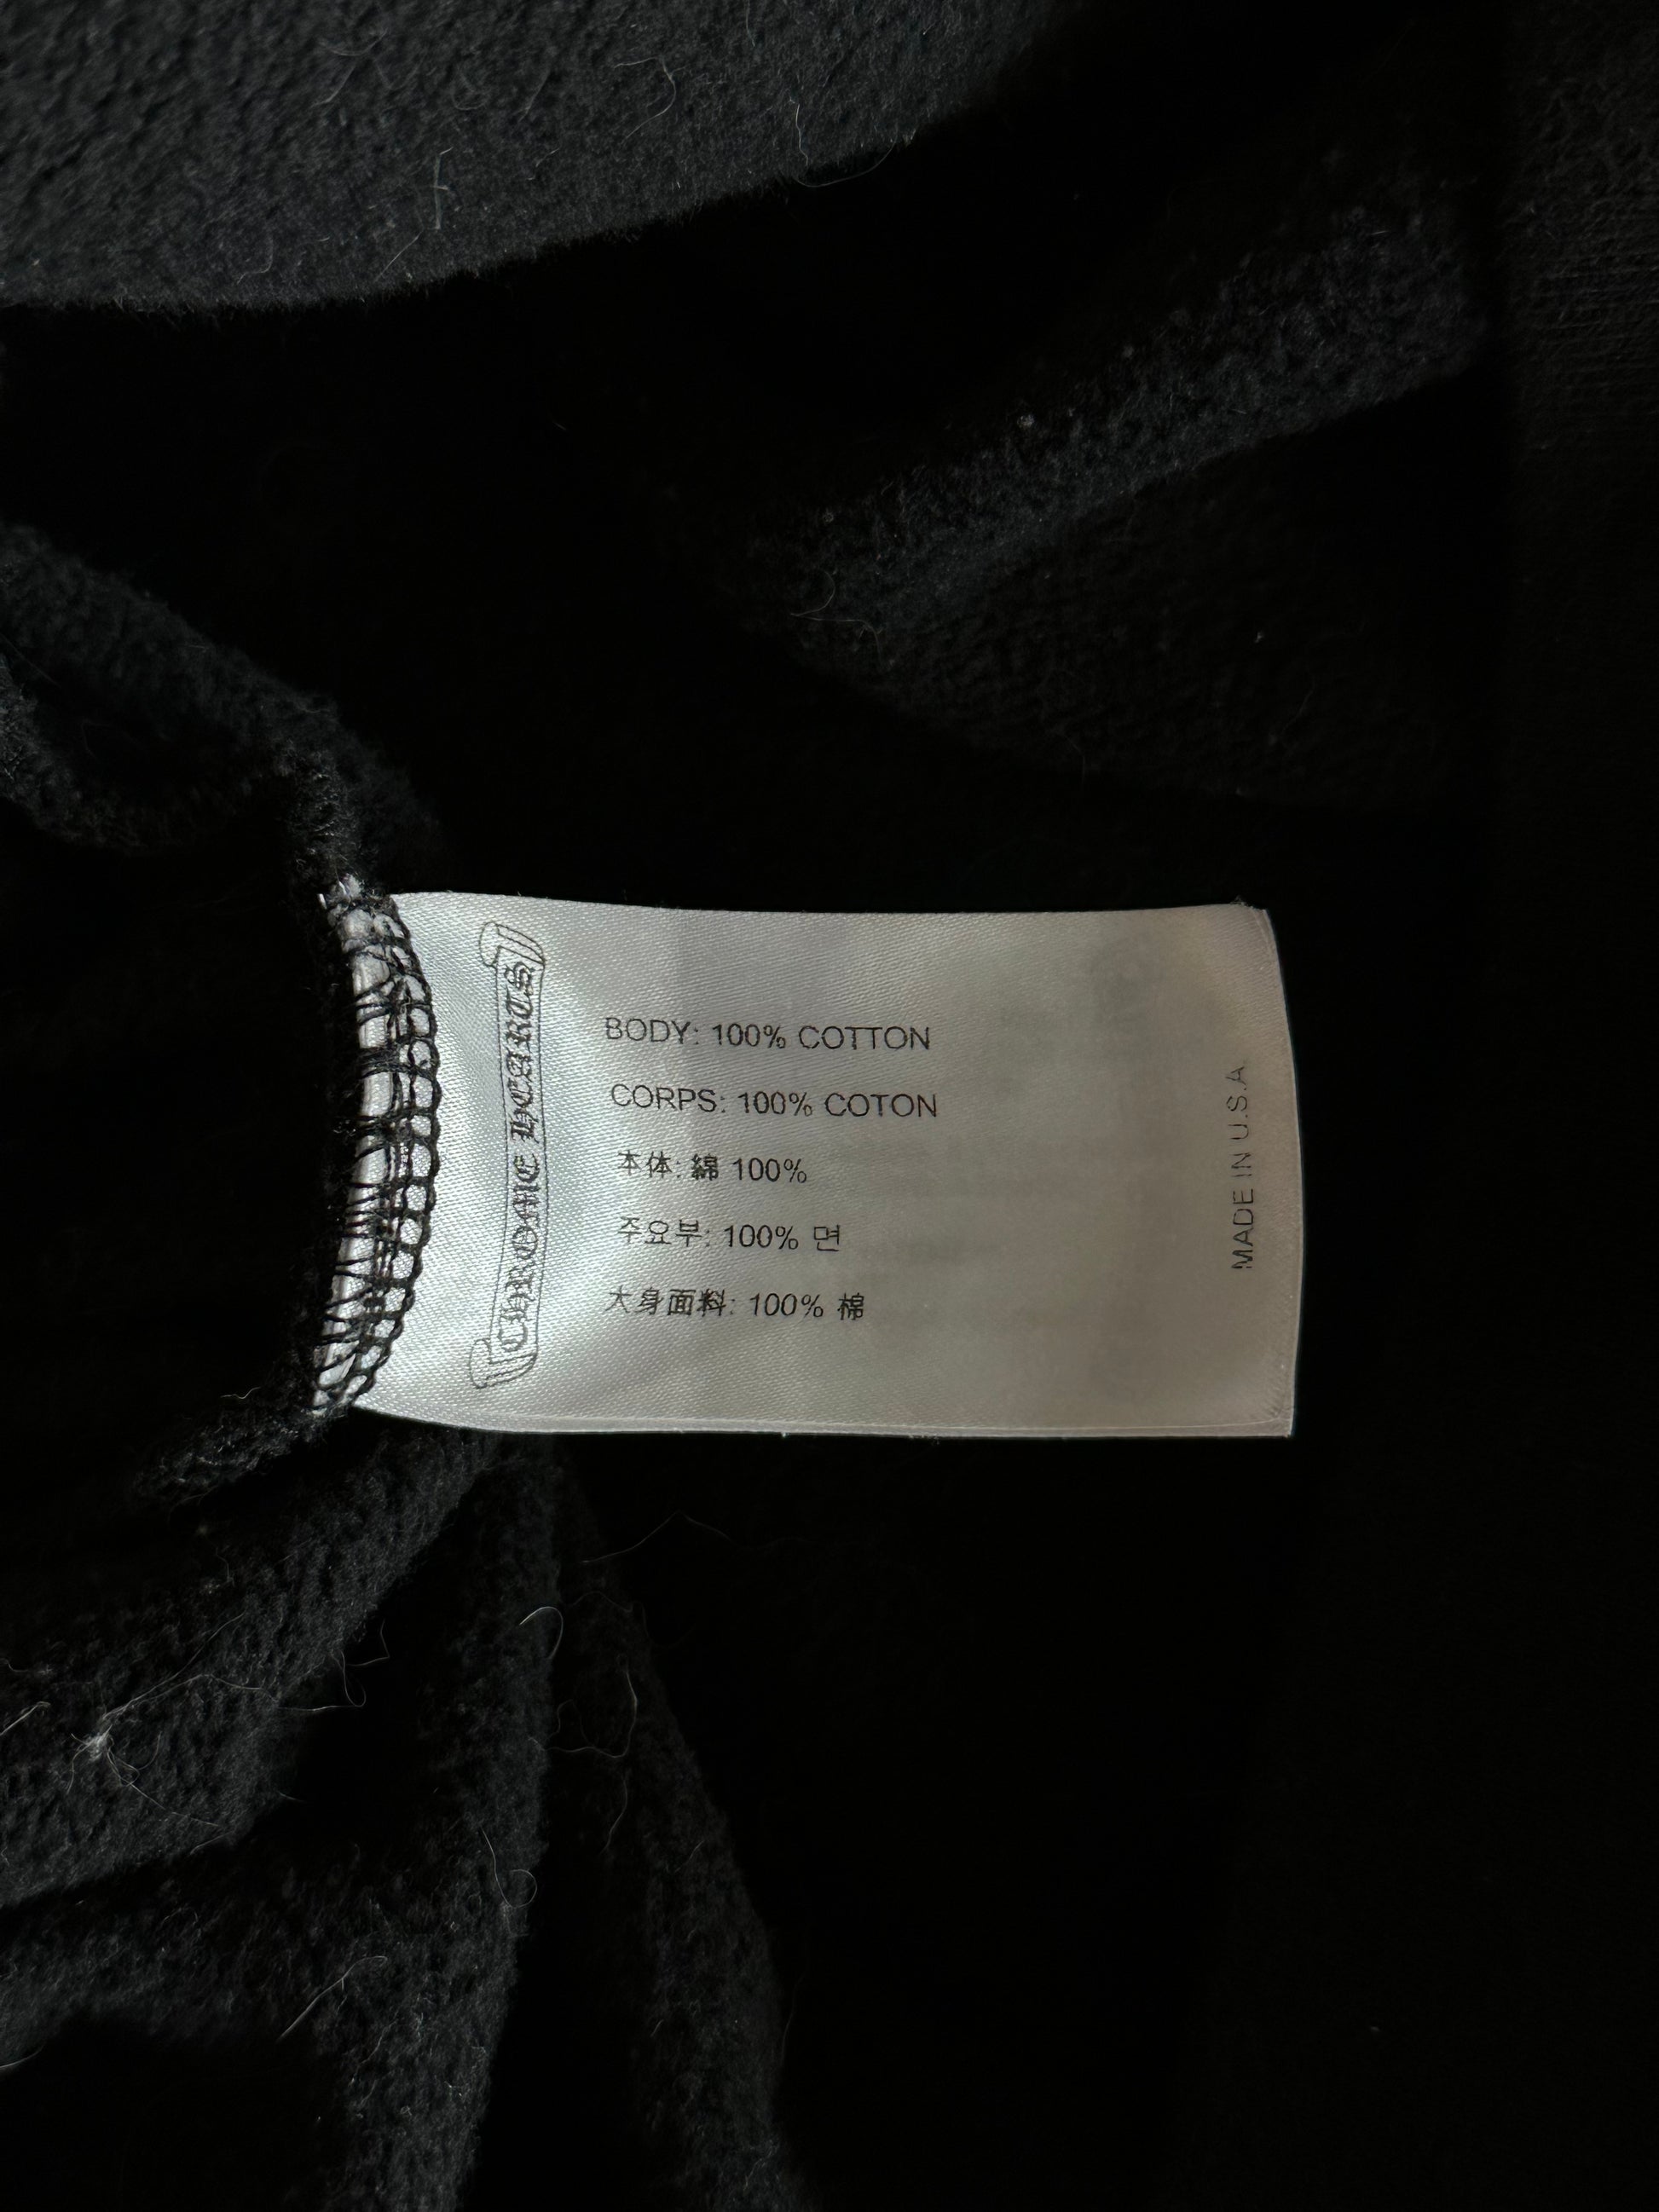 CHROME HEARTS
BODY: 100% COTTON
CORPS: 100% COTON
本体: 綿 100%
주요부: 100% 면
大身面料: 100% 棉
MADE IN U.S.A